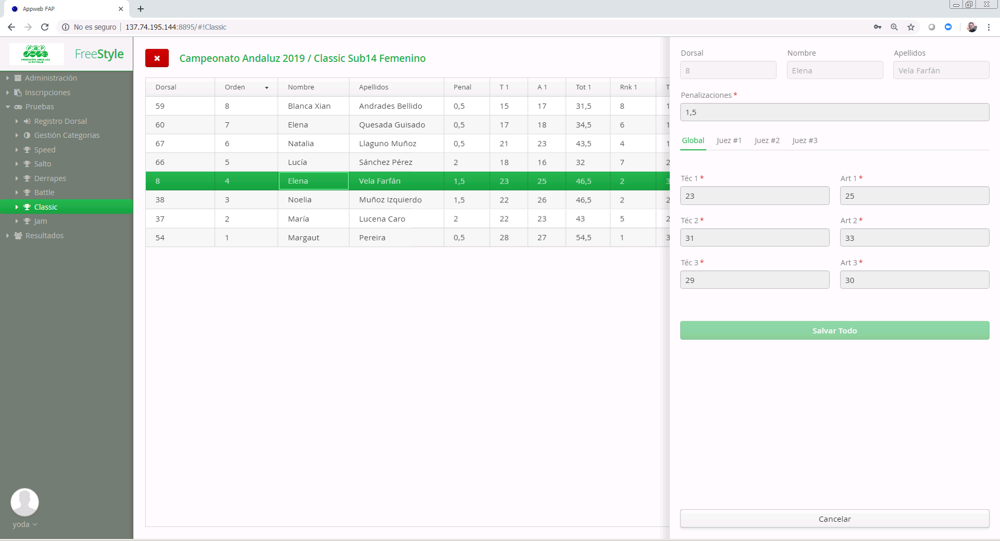 Appweb FAP
No es seguro 137.74.195.144:8895/#!Classic
FAP
FEDERACION ANDALUZA
DE PATINAJE
FreeStyle
Administración
Inscripciones
Pruebas
Registro Dorsal
Gestión Categorias
Speed
Salto
Derrapes
Battle
Classic
Jam
Resultados
yoda
Campeonato Andaluz 2019 / Classic Sub14 Femenino
Dorsal Orden Nombre Apellidos Penal T 1 A 1 Tot 1 Rnk 1 T
59 8 Blanca Xian Andrades Bellido 0,5 15 17 31,5 8 1
60 7 Elena Quesada Guisado 0,5 17 18 34,5 6 1
67 6 Natalia Llaguno Muñoz 0,5 21 23 43,5 4 1
66 5 Lucía Sánchez Pérez 2 18 16 32 7 2
8 4 Elena Vela Farfán 1,5 23 25 46,5 2 3
38 3 Noelia Muñoz Izquierdo 1,5 22 26 46,5 2 2
37 2 María Lucena Caro 2 22 23 43 5 2
54 1 Margaut Pereira 0,5 28 27 54,5 1 3
Dorsal Nombre Apellidos
8 Elena Vela Farfán
Penalizaciones *
1,5
Global Juez #1 Juez #2 Juez #3
Téc 1 * Art 1 *
23 25
Téc 2 * Art 2 *
31 33
Téc 3 * Art 3 *
29 30
Salvar Todo
Cancelar